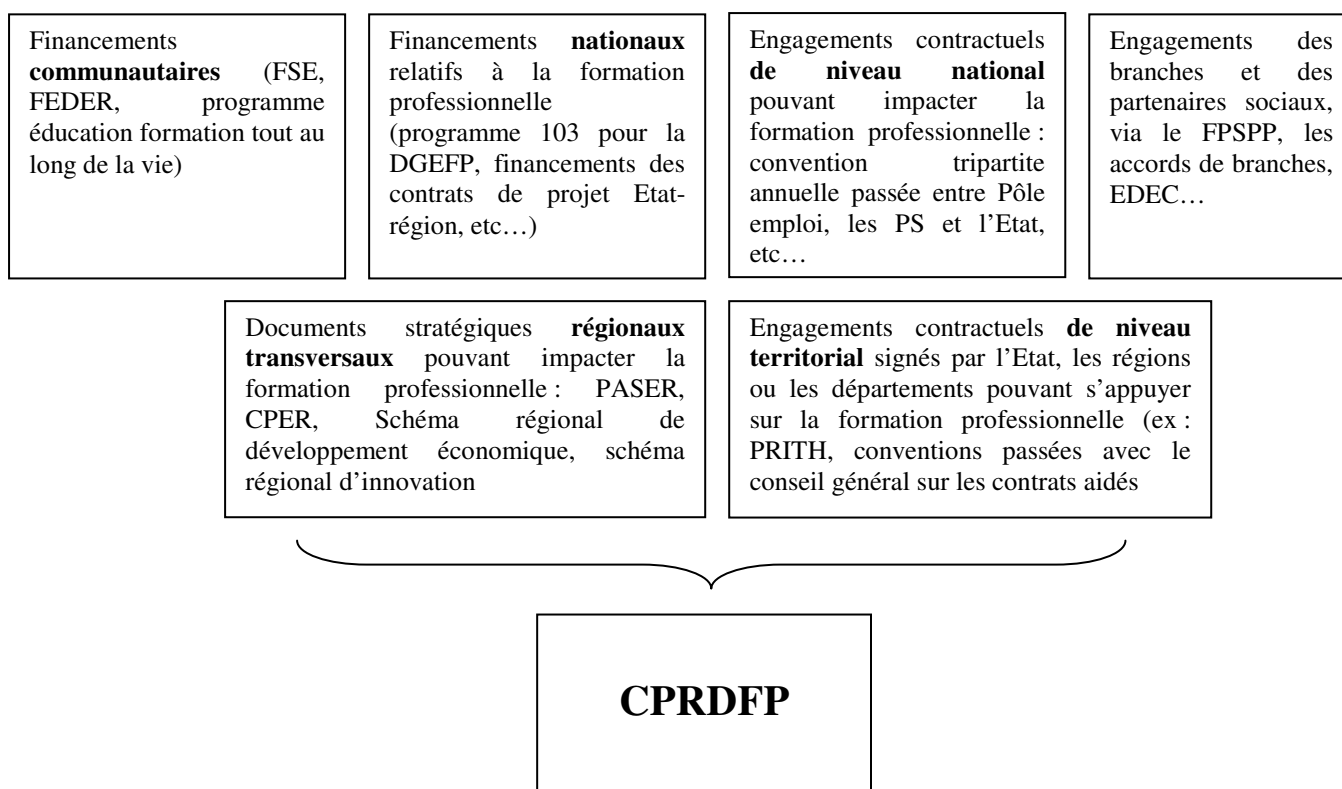 Financements
communautaires (FSE,
FEDER, programme
éducation formation tout au
long de la vie)
Financements nationaux
relatifs à la formation
professionnelle
(programme 103 pour la
DGEFP, financements des
contrats de projet Etat-
région, etc…)
Engagements contractuels
de niveau national
pouvant impacter la
formation professionnelle :
convention tripartite
annuelle passée entre Pôle
emploi, les PS et l’Etat,
etc…
Engagements des
branches et des
partenaires sociaux,
via le FPSPP, les
accords de branches,
EDEC…
Documents stratégiques régionaux
transversaux pouvant impacter la
formation professionnelle : PASER,
CPER, Schéma régional de
développement économique, schéma
régional d’innovation
Engagements contractuels de niveau
territorial signés par l’Etat, les régions
ou les départements pouvant s’appuyer
sur la formation professionnelle (ex :
PRITH, conventions passées avec le
conseil général sur les contrats aidés
CPRDFP